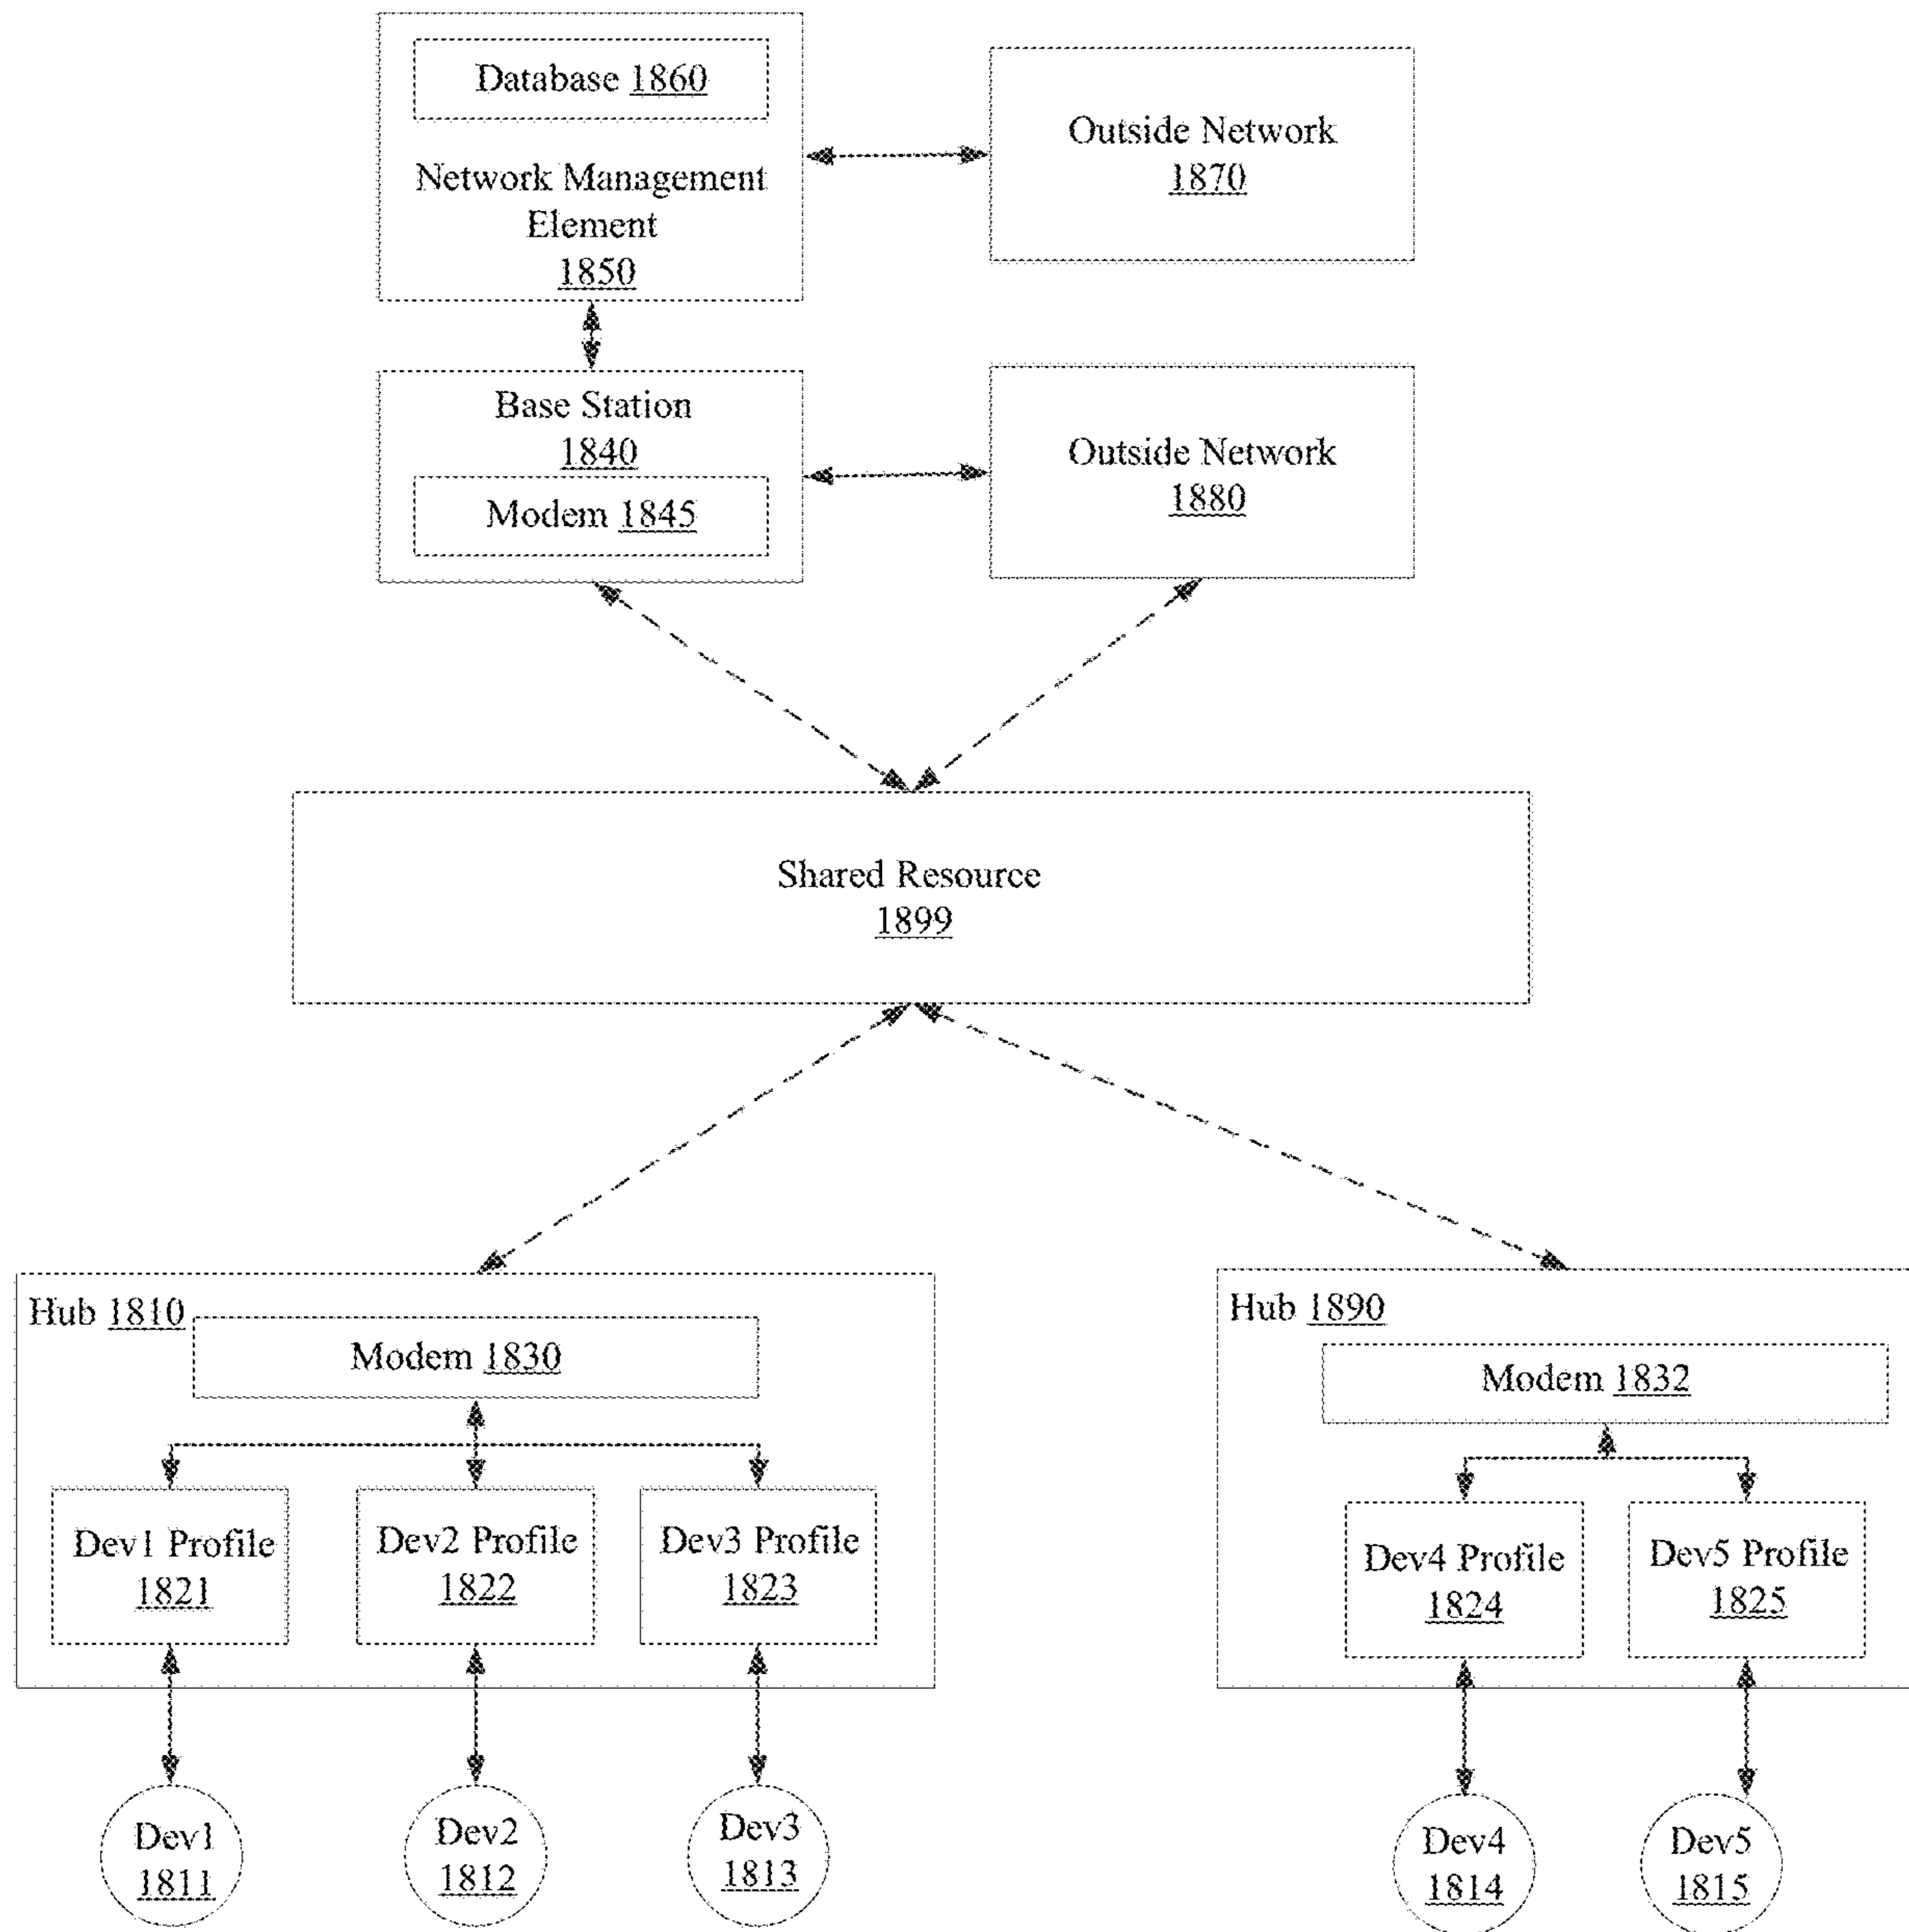 Database 1860
Network Management
Element
1850
Outside Network
1870
Base Station
1840
Modem 1845
Outside Network
1880
Shared Resource
1899
Hub 1810
Modem 1830
Dev1 Profile
1821
Dev2 Profile
1822
Dev3 Profile
1823
Dev1
1811
Dev2
1812
Dev3
1813
Hub 1890
Modem 1832
Dev4 Profile
1824
Dev5 Profile
1825
Dev4
1814
Dev5
1815